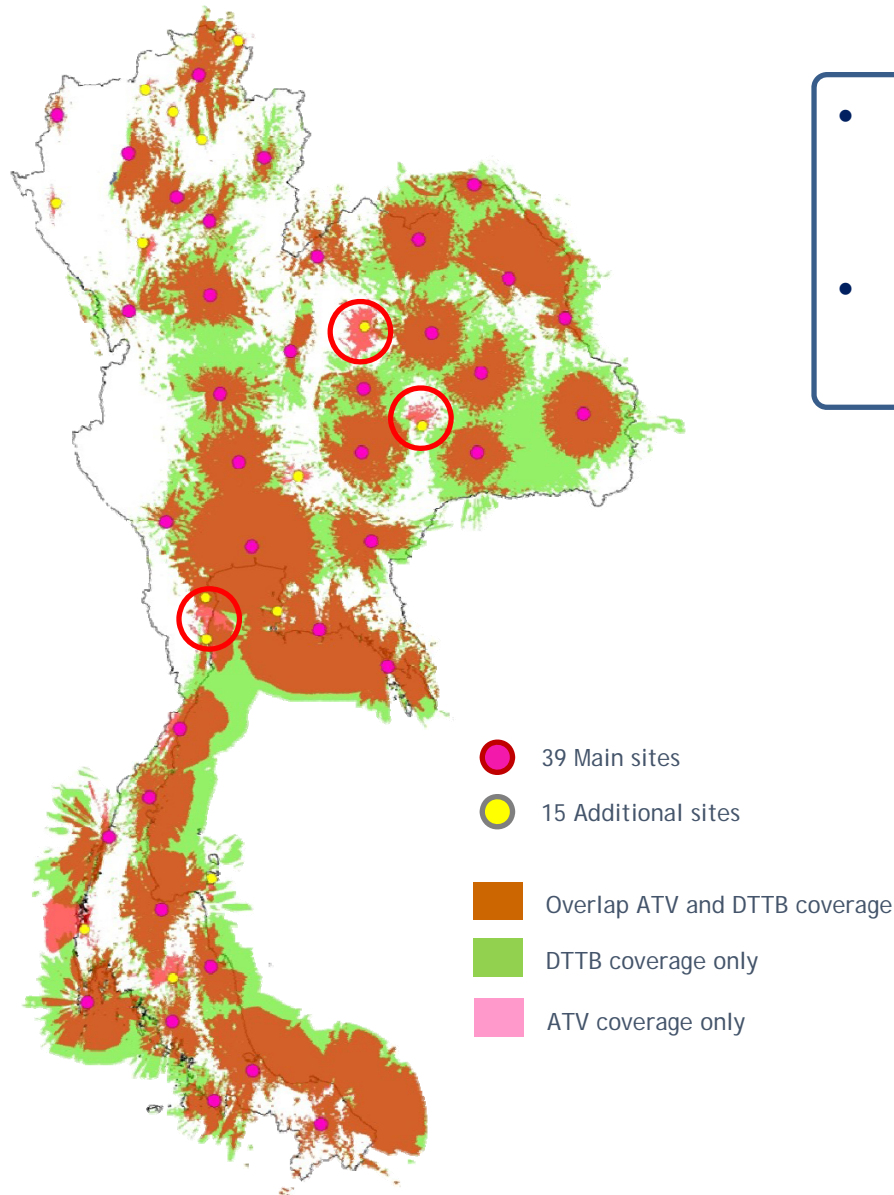 39 Main sites
15 Additional sites
Overlap ATV and DTTB coverage
DTTB coverage only
ATV coverage only